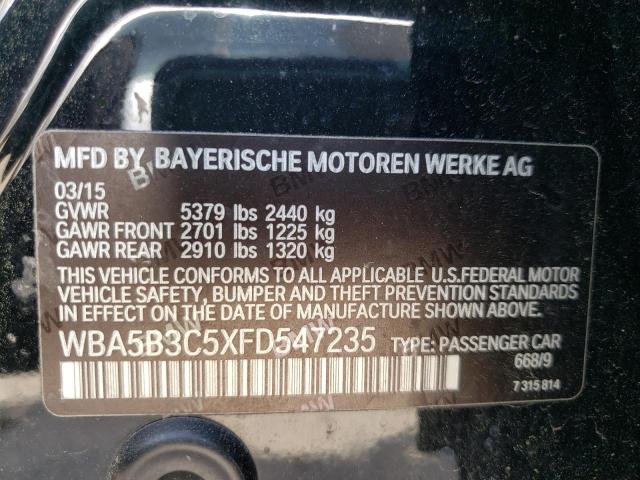 MFD BY BAYERISCHE MOTOREN WERKE AG
03/15
GVWR 5379 lbs 2440 kg
GAWR FRONT 2701 lbs 1225 kg
GAWR REAR 2910 lbs 1320 kg
THIS VEHICLE CONFORMS TO ALL APPLICABLE U.S.FEDERAL MOTOR
VEHICLE SAFETY, BUMPER AND THEFT PREVENTION STANDARDS
IN EFFECT ON THE DATE OF MANUFACTURE SHOWN ABOVE.
WBA5B3C5XFD547235 TYPE: PASSENGER CAR
668/9
7 315 814